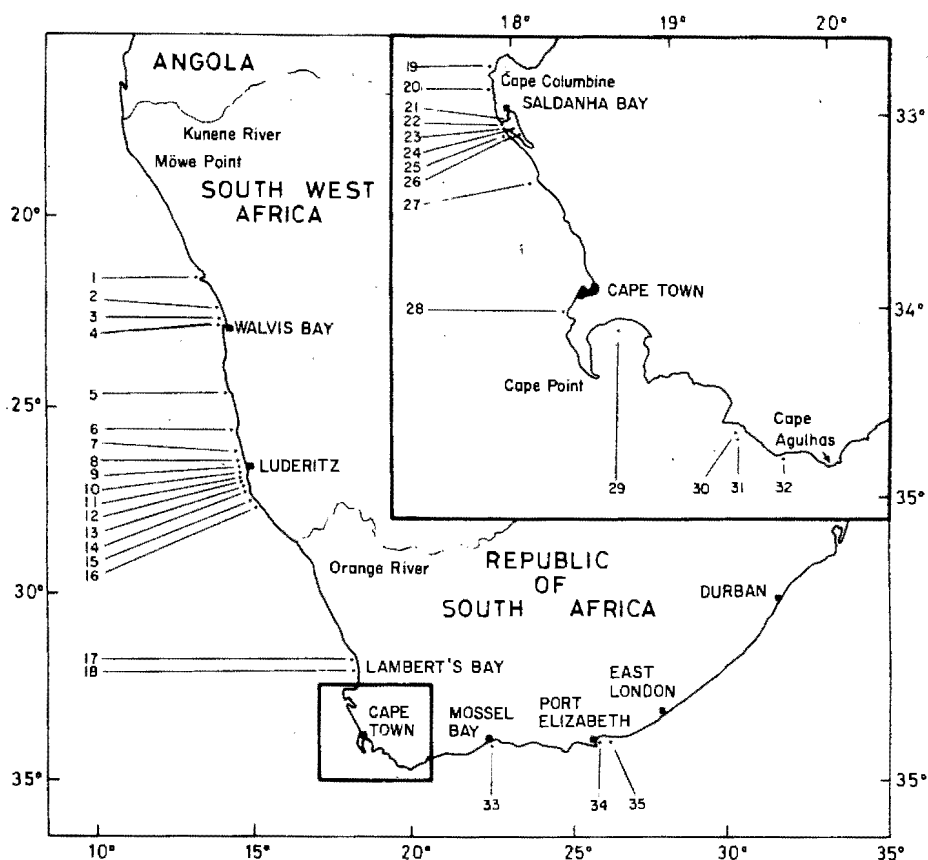 18° 19° 20°
ANGOLA
Kunene River
Möwe Point
SOUTH WEST
AFRICA
20°
1
2
3
4
WALVIS BAY
5
25°
6
7
8
9
10
11
12
13
14
15
16
LUDERITZ
19
20
21
22
23
24
25
26
27
28
Cape Columbine
SALDANHA BAY
33°
CAPE TOWN
34°
Cape Point
Cape
Agulhas
29
30
31
32
35°
Orange River
REPUBLIC
OF
SOUTH AFRICA
30°
DURBAN
30°
17
18
LAMBERT'S BAY
CAPE
TOWN
MOSSEL
BAY
PORT
ELIZABETH
EAST
LONDON
35°
35°
33
34
35
10° 15° 20° 25° 30° 35°